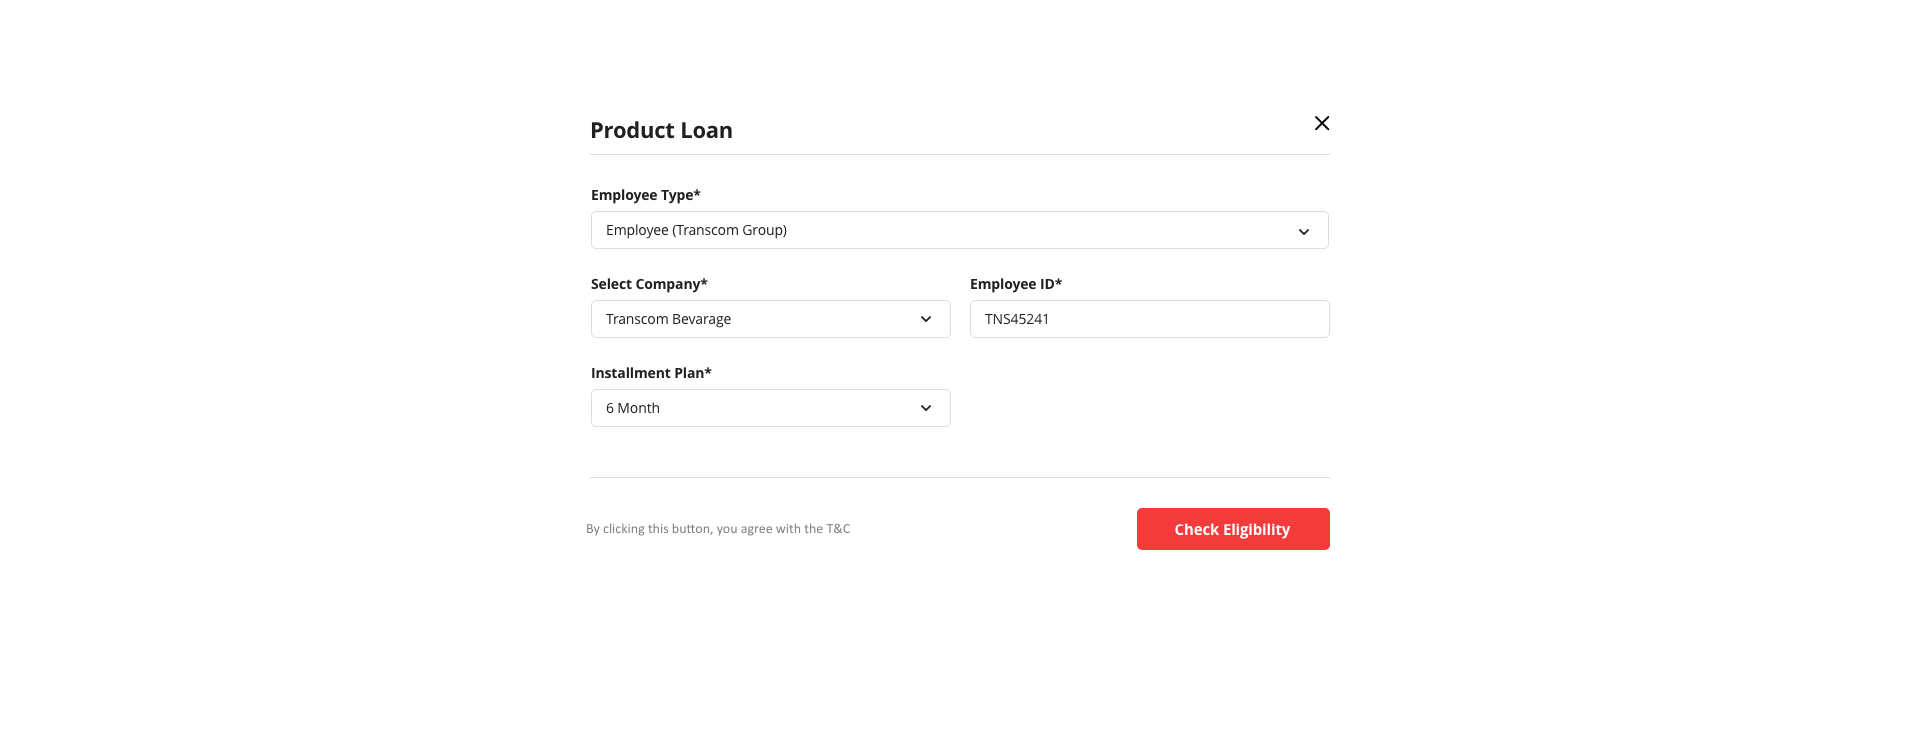 Product Loan
Employee Type*
Employee (Transcom Group)
Select Company*
Employee ID*
Transcom Bevarage
TNS45241
Installment Plan*
6 Month
By clicking this button, you agree with the T&C
Check Eligibility